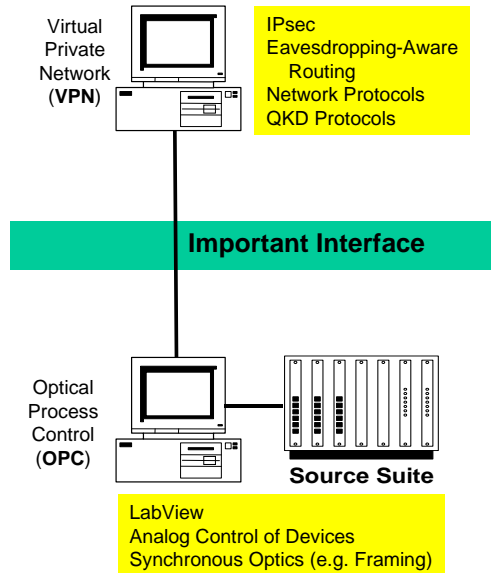 Virtual
Private
Network
(VPN)
IPsec
Eavesdropping-Aware
Routing
Network Protocols
QKD Protocols
Important Interface
Optical
Process
Control
(OPC)
Source Suite
LabView
Analog Control of Devices
Synchronous Optics (e.g. Framing)